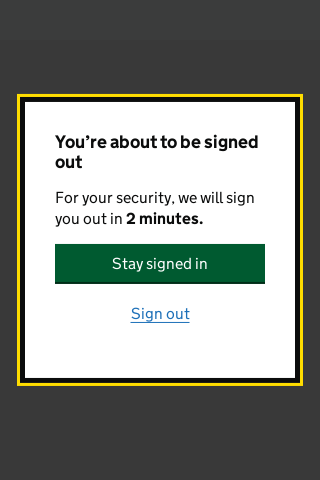 You’re about to be signed
out
For your security, we will sign
you out in 2 minutes.
Stay signed in
Sign out